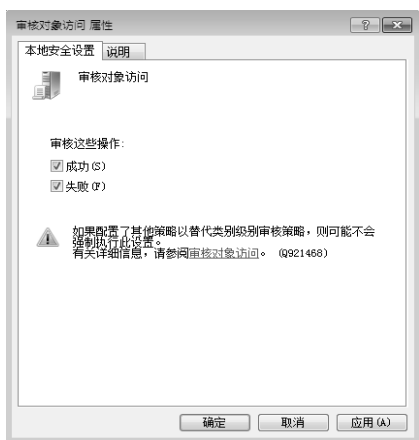 审核对象访问 属性
本地安全设置
说明
审核对象访问
审核这些操作:
成功(S)
失败(F)
如果配置了其他策略以替代类别级别审核策略，则可能不会
强制执行此设置。
有关详细信息，请参阅审核对象访问。 (Q921468)
确定
取消
应用(A)